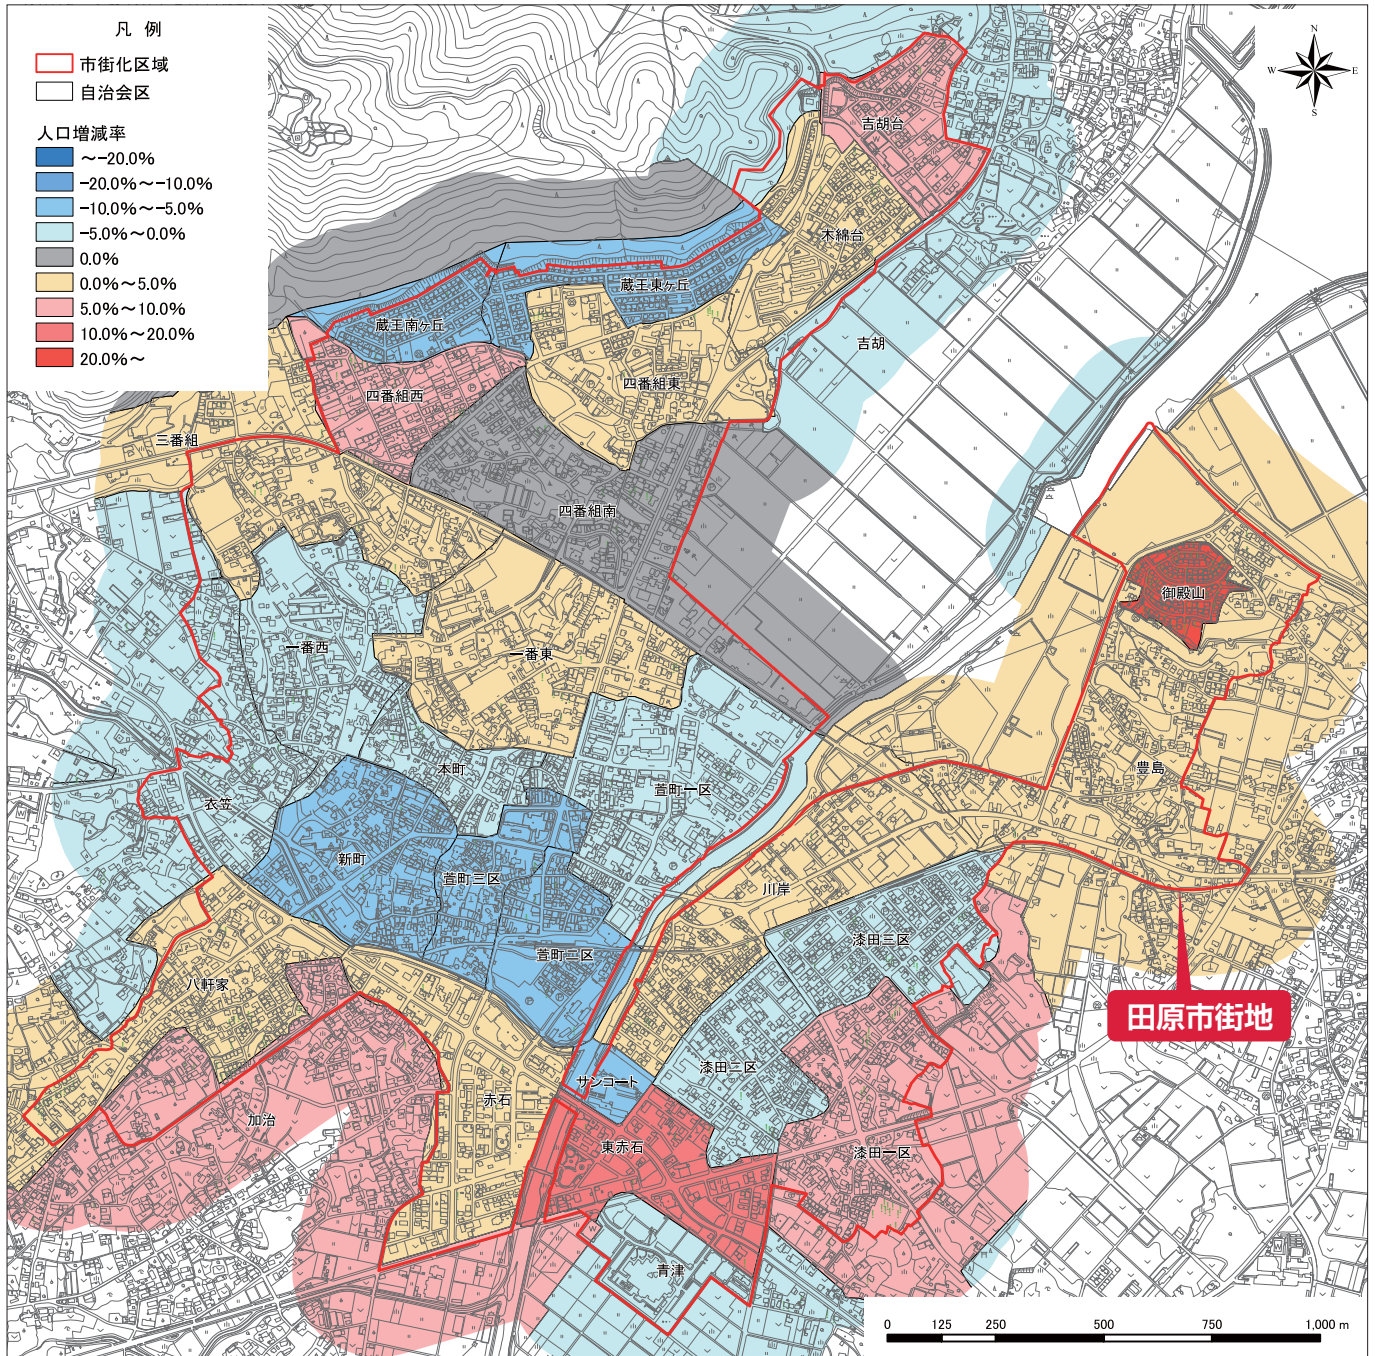 凡 例
市街化区域
自治会区
人口増減率
～-20.0%
-20.0%～-10.0%
-10.0%～-5.0%
-5.0%～0.0%
0.0%
0.0%～5.0%
5.0%～10.0%
10.0%～20.0%
20.0%～
N
W
E
S
吉胡台
木綿台
蔵王東ヶ丘
蔵王南ヶ丘
吉胡
四番組東
四番組西
三番組
四番組南
御殿山
一番西
一番東
本町
萱町一区
豊島
衣笠
新町
萱町三区
川岸
漆田三区
萱町二区
八軒家
田原市街地
漆田二区
サンコート
赤石
加治
東赤石
漆田一区
青津
0 125 250 500 750 1,000 m